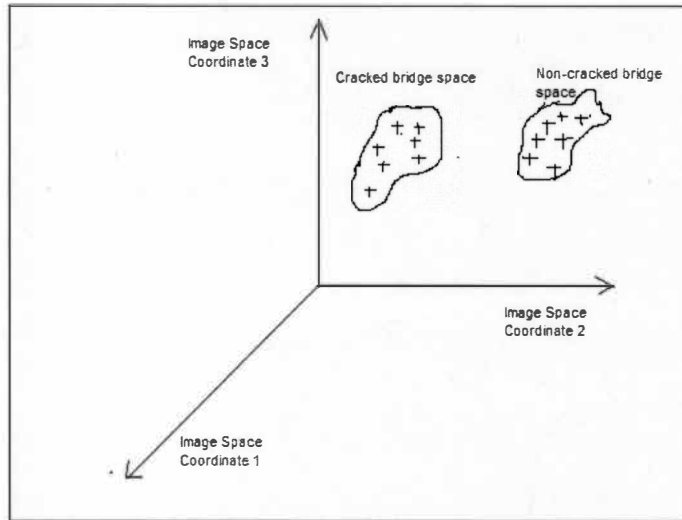 Image Space
Coordinate 3
Cracked bridge space
Non-cracked bridge
space
Image Space
Coordinate 2
Image Space
Coordinate 1